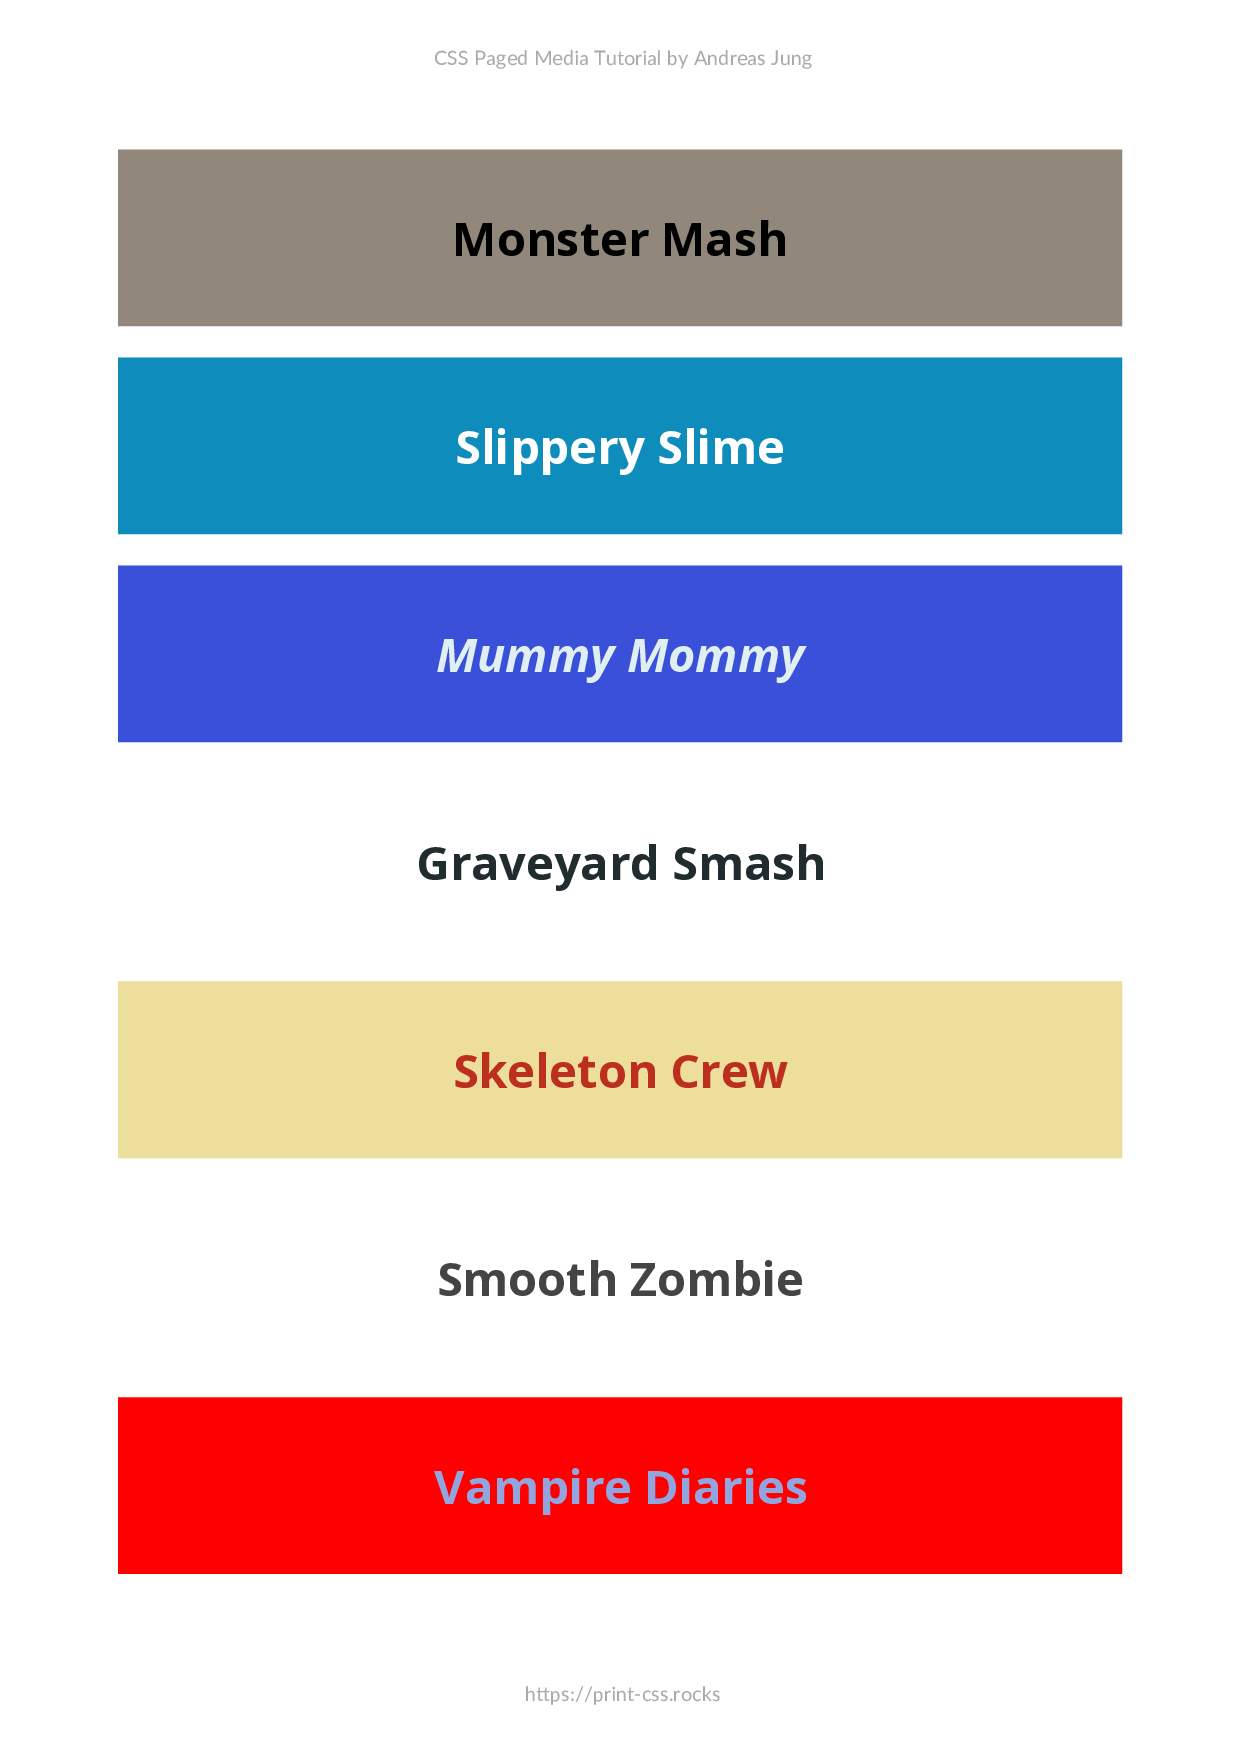 CSS Paged Media Tutorial by Andreas Jung
Monster Mash
Slippery Slime
Mummy Mommy
Graveyard Smash
Skeleton Crew
Smooth Zombie
Vampire Diaries
https://print-css.rocks